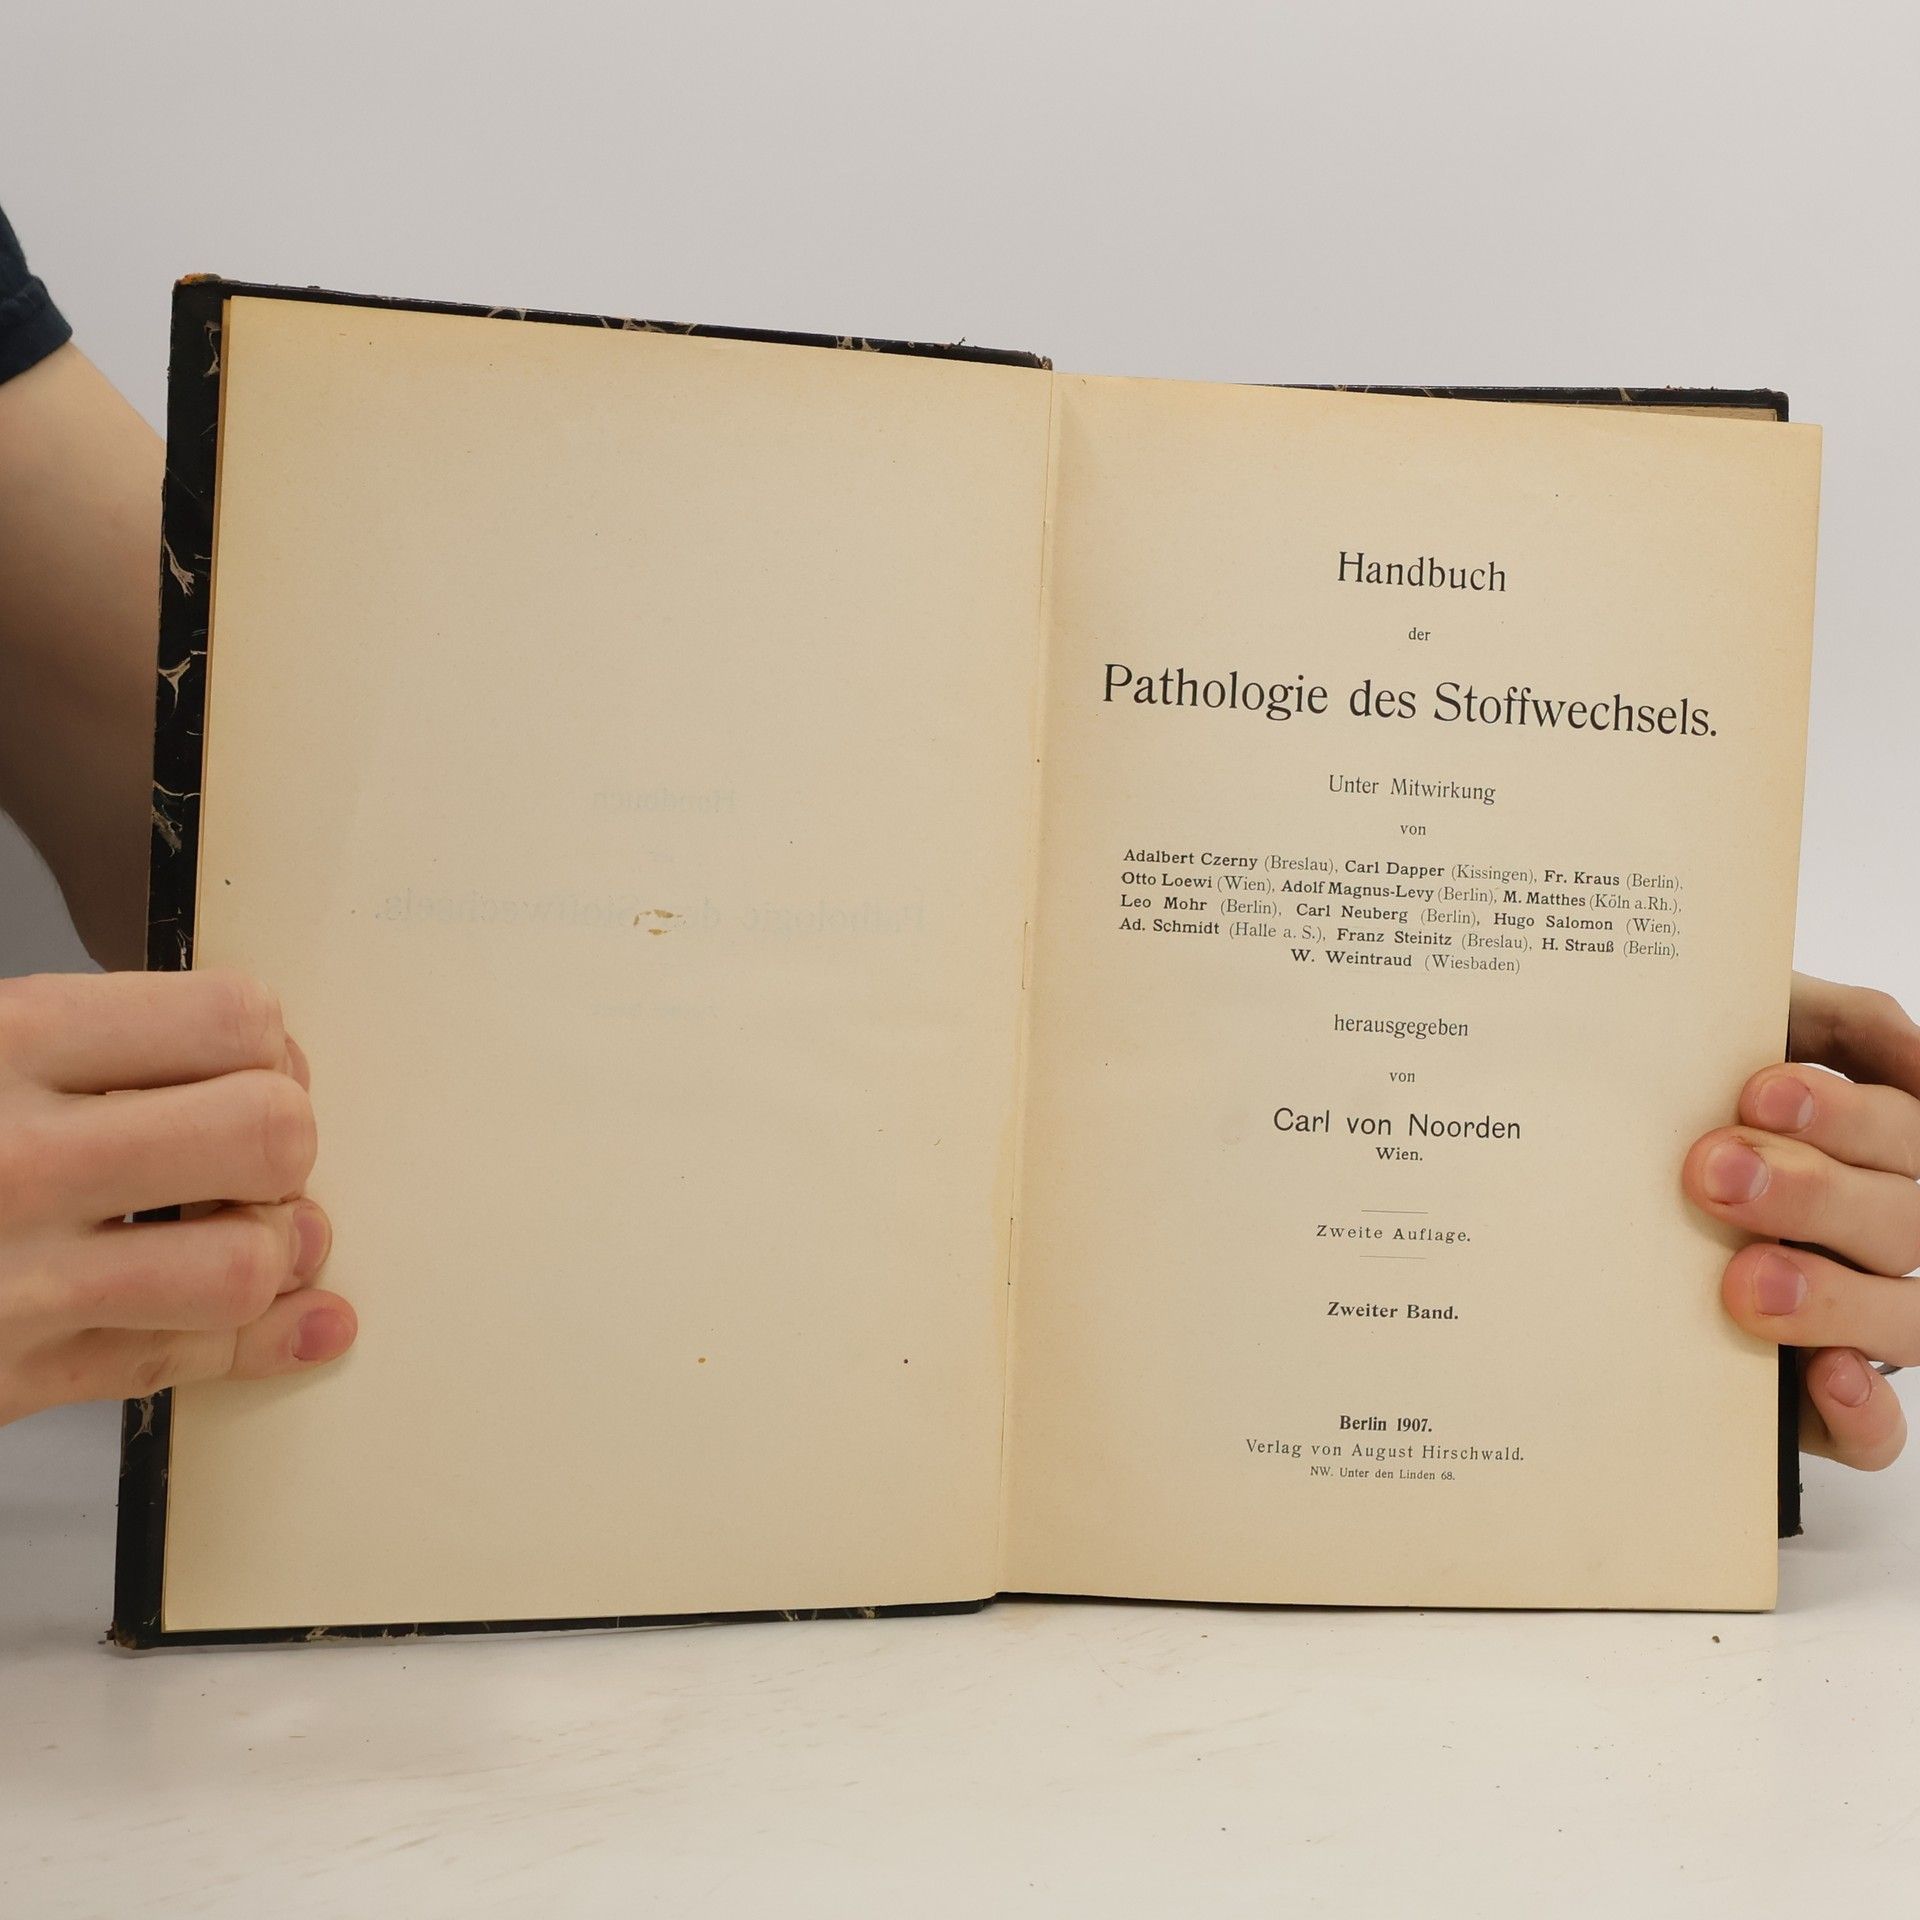 Handbuch
der
Pathologie des Stoffwechsels.
Unter Mitwirkung
von
Adalbert Czerny (Breslau), Carl Dapper (Kissingen), Fr. Kraus (Berlin),
Otto Loewi (Wien), Adolf Magnus-Levy (Berlin), M. Matthes (Köln a.Rh.),
Leo Mohr (Berlin), Carl Neuberg (Berlin), Hugo Salomon (Wien),
Ad. Schmidt (Halle a. S.), Franz Steinitz (Breslau), H. Strauß (Berlin),
W. Weintraud (Wiesbaden)
herausgegeben
von
Carl von Noorden
Wien.
Zweite Auflage.
Zweiter Band.
Berlin 1907.
Verlag von August Hirschwald.
NW. Unter den Linden 68.